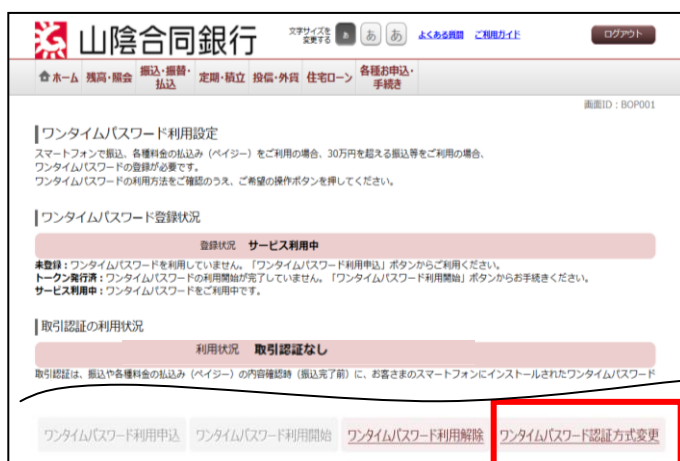 山陰合同銀行
文字サイズを
変更する
あ
あ
あ
よくある質問
ご利用ガイド
ログアウト
ホーム
残高・照会
振込・振替・
払込
定期・積立
投信・外貨
住宅ローン
各種お申込・
手続き
画面ID：BOP001
ワンタイムパスワード利用設定
スマートフォンで振込、各種料金の払込み（ペイジー）をご利用の場合、30万円を超える振込等をご利用の場合、
ワンタイムパスワードの登録が必要です。
ワンタイムパスワードの利用方法をご確認のうえ、ご希望の操作ボタンを押してください。
ワンタイムパスワード登録状況
登録状況 サービス利用中
未登録：ワンタイムパスワードを利用していません。「ワンタイムパスワード利用申込」ボタンからご利用ください。
トークン発行済：ワンタイムパスワードの利用開始が完了していません。「ワンタイムパスワード利用開始」ボタンからお手続きください。
サービス利用中：ワンタイムパスワードをご利用中です。
取引認証の利用状況
利用状況 取引認証なし
取引認証は、振込や各種料金の払込み（ペイジー）の内容確認時（振込完了前）に、お客さまのスマートフォンにインストールされたワンタイムパスワード
ワンタイムパスワード利用申込
ワンタイムパスワード利用開始
ワンタイムパスワード利用解除
ワンタイムパスワード認証方式変更